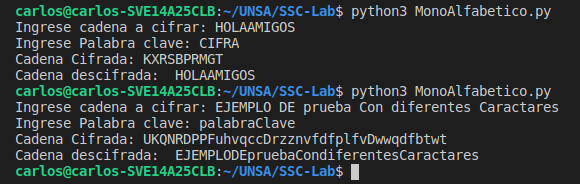 carlos@carlos-SVE14A25CLB:~/UNSA/SSC-Lab$ python3 MonoAlfabetico.py
Ingrese cadena a cifrar: HOLAAMIGOS
Ingrese Palabra clave: CIFRA
Cadena Cifrada: KXRSBPRMGT
Cadena descifrada:  HOLAAMIGOS
carlos@carlos-SVE14A25CLB:~/UNSA/SSC-Lab$ python3 MonoAlfabetico.py
Ingrese cadena a cifrar: EJEMPLO DE prueba Con diferentes Caractares
Ingrese Palabra clave: palabraClave
Cadena Cifrada: UKQNRDPPFuhvqccDrzznvfdfplfvDwwqdfbtwt
Cadena descifrada:  EJEMPLODEpruebaCondiferentesCaractares
carlos@carlos-SVE14A25CLB:~/UNSA/SSC-Lab$